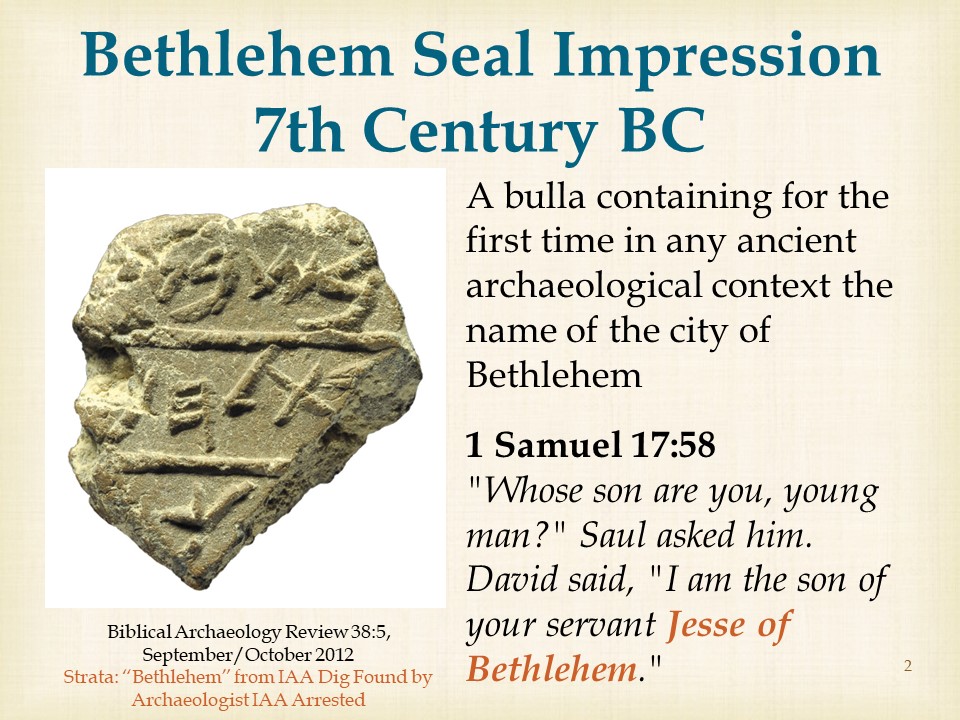 Bethlehem Seal Impression
7th Century BC
A bulla containing for the
first time in any ancient
archaeological context the
name of the city of
Bethlehem
1 Samuel 17:58
"Whose son are you, young
man?" Saul asked him.
David said, "I am the son of
your servant Jesse of
Bethlehem."
Biblical Archaeology Review 38:5,
September/October 2012
Strata: “Bethlehem” from IAA Dig Found by
Archaeologist IAA Arrested
2